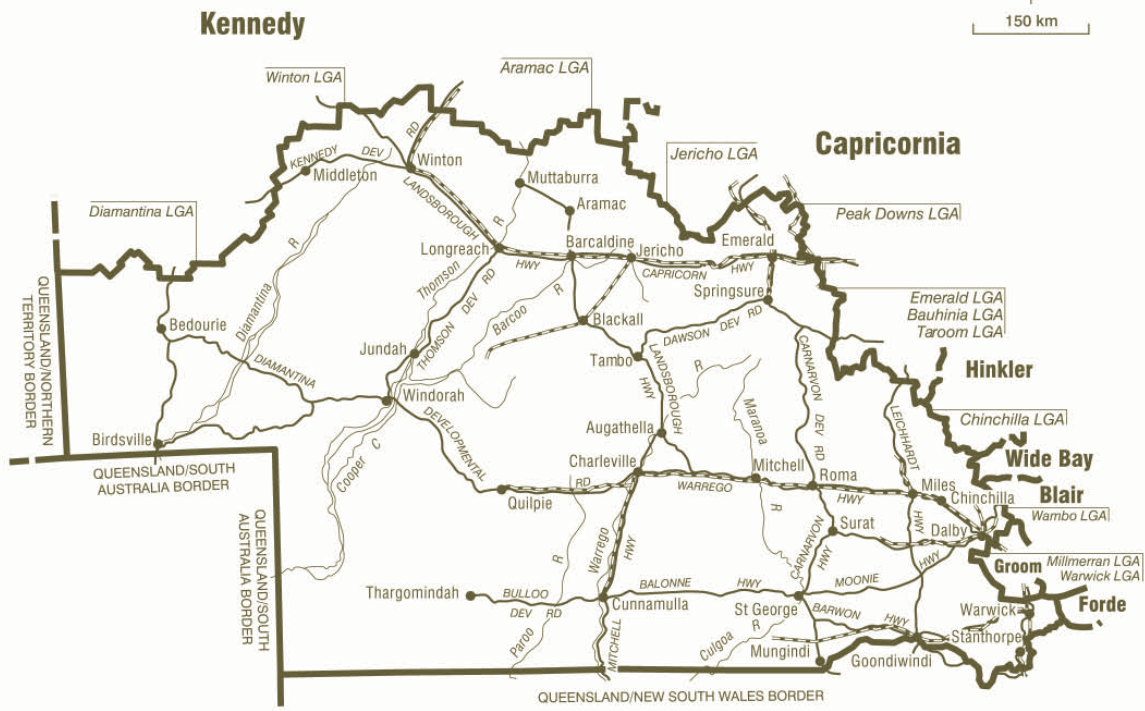 150 km
Kennedy
Winton LGA
Aramac LGA
Capricornia
Jericho LGA
Peak Downs LGA
Diamantina LGA
KENNEDY DEV RD
Winton
Middleton
Muttaburra
Aramac
LANDSBOROUGH HWY
R
R
Longreach
Barcaldine
Jericho
Emerald
CAPRICORN HWY
Springsure
Thomson
THOMSON DEV RD
Barcoo R
Diamantina
QUEENSLAND/NORTHERN
TERRITORY BORDER
Bedourie
DIAMANTINA
Jundah
Windorah
Blackall
Tambo
DAWSON DEV RD
LANDSBOROUGH HWY
R
Maranoa
R
CARNARVON DEV RD
Emerald LGA
Bauhinia LGA
Taroom LGA
Hinkler
Chinchilla LGA
LEICHHARDT HWY
Wide Bay
Birdsville
QUEENSLAND/SOUTH
AUSTRALIA BORDER
Cooper C
DEVELOPMENTAL RD
Augathella
Charleville
Quilpie
WARREGO HWY
Mitchell
Roma
Miles
Chinchilla
Blair
Wambo LGA
Dalby
Surat
QUEENSLAND/SOUTH
AUSTRALIA BORDER
Warrego
HWY
CARNARVON HWY
MOONIE HWY
Groom
Millmerran LGA
Warwick LGA
Forde
Thargomindah
BULLOO
DEV RD
Paroo R
Cunnamulla
BALONNE HWY
St George
BARWON HWY
Warwick
Stanthorpe
MITCHELL
Culgoa R
Mungindi
Goondiwindi
QUEENSLAND/NEW SOUTH WALES BORDER